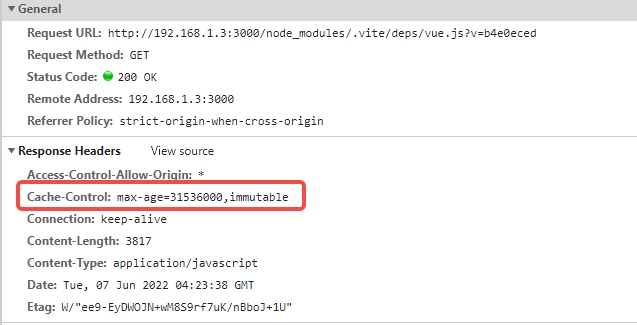 General
Request URL: http://192.168.1.3:3000/node_modules/.vite/deps/vue.js?v=b4e0eced
Request Method: GET
Status Code: 200 OK
Remote Address: 192.168.1.3:3000
Referrer Policy: strict-origin-when-cross-origin
Response Headers View source
Access-Control-Allow-Origin: *
Cache-Control: max-age=31536000,immutable
Connection: keep-alive
Content-Length: 3817
Content-Type: application/javascript
Date: Tue, 07 Jun 2022 04:23:38 GMT
Etag: W/"ee9-EyDWOJN+wM8S9rf7uK/nBboJ+1U"